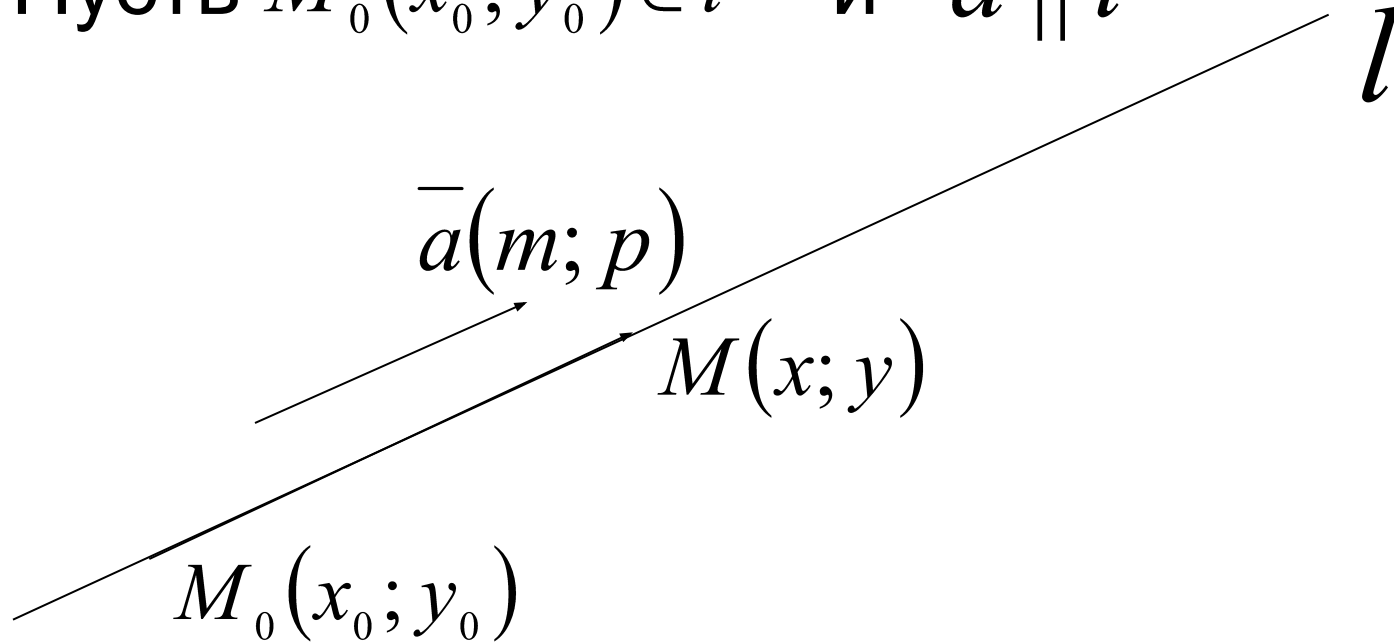 Пусть M₀(x₀; y₀) ∈ l и a || l
l
a̅(m; p)
M(x; y)
M₀(x₀; y₀)